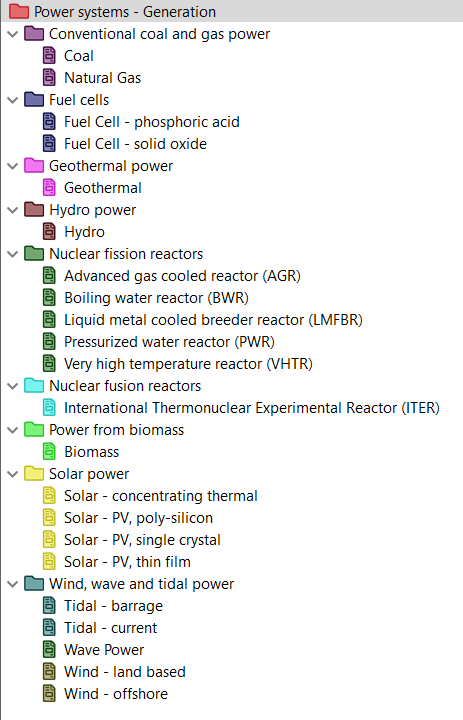 Power systems - Generation
Conventional coal and gas power
Coal
Natural Gas
Fuel cells
Fuel Cell - phosphoric acid
Fuel Cell - solid oxide
Geothermal power
Geothermal
Hydro power
Hydro
Nuclear fission reactors
Advanced gas cooled reactor (AGR)
Boiling water reactor (BWR)
Liquid metal cooled breeder reactor (LMFBR)
Pressurized water reactor (PWR)
Very high temperature reactor (VHTR)
Nuclear fusion reactors
International Thermonuclear Experimental Reactor (ITER)
Power from biomass
Biomass
Solar power
Solar - concentrating thermal
Solar - PV, poly-silicon
Solar - PV, single crystal
Solar - PV, thin film
Wind, wave and tidal power
Tidal - barrage
Tidal - current
Wave Power
Wind - land based
Wind - offshore